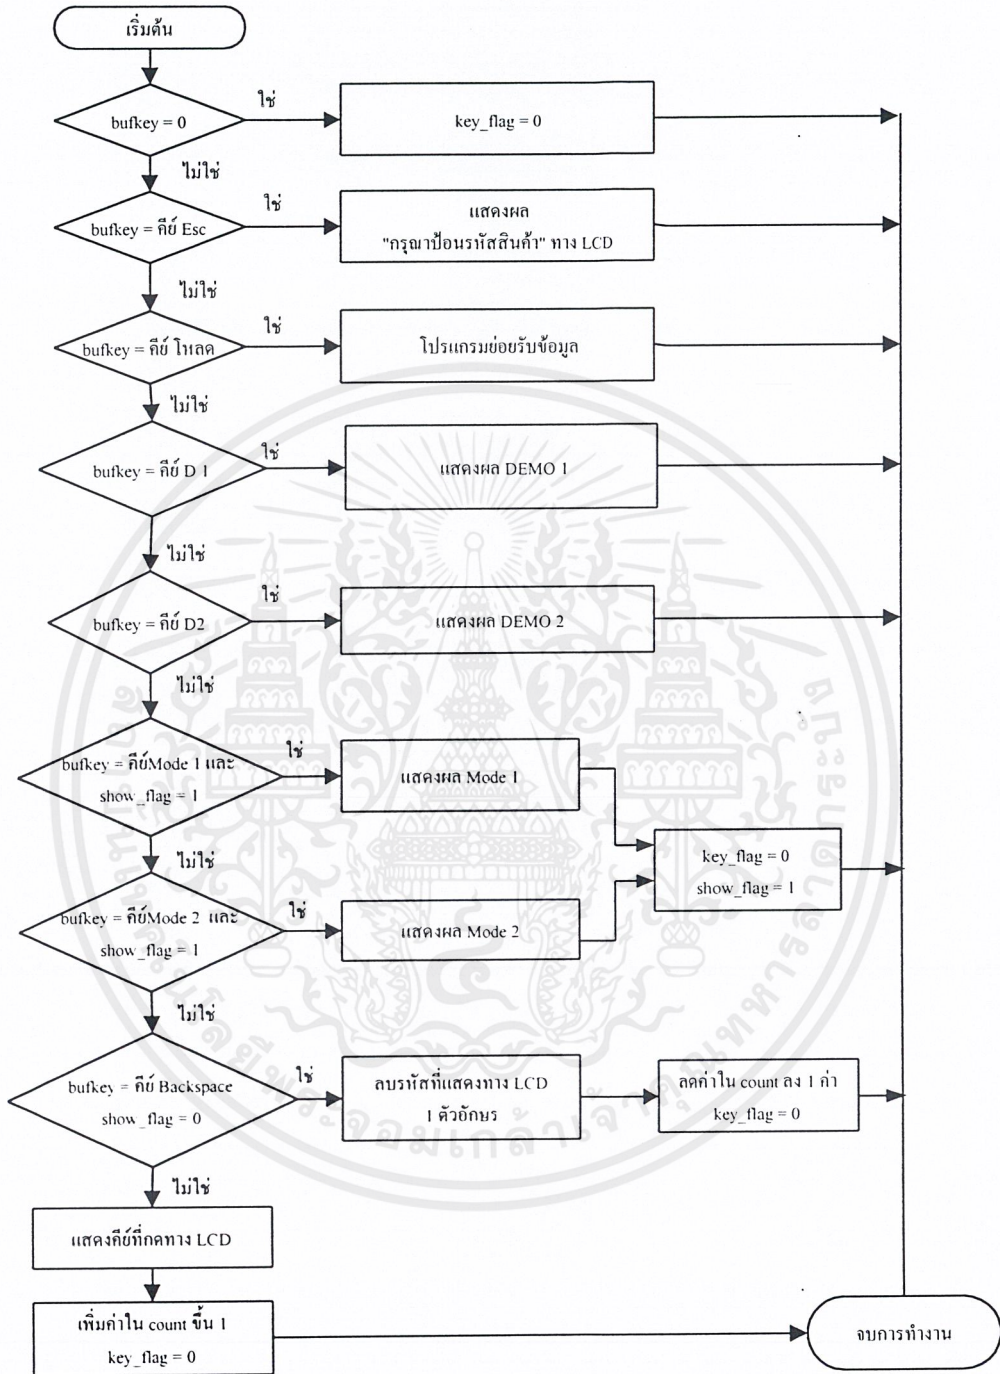 เริ่มต้น
bufkey = 0
ใช่
key_flag = 0
ไม่ใช่
bufkey = คีย์ Esc
ใช่
แสดงผล
"กรุณาป้อนรหัสสินค้า" ทาง LCD
ไม่ใช่
bufkey = คีย์ โหลด
ใช่
โปรแกรมย่อยรับข้อมูล
ไม่ใช่
bufkey = คีย์ D 1
ใช่
แสดงผล DEMO 1
ไม่ใช่
bufkey = คีย์ D2
ใช่
แสดงผล DEMO 2
ไม่ใช่
bufkey = คีย์Mode 1 และ
show_flag = 1
ใช่
แสดงผล Mode 1
key_flag = 0
show_flag = 1
ไม่ใช่
bufkey = คีย์Mode 2 และ
show_flag = 1
ใช่
แสดงผล Mode 2
ไม่ใช่
bufkey = คีย์ Backspace
show_flag = 0
ใช่
ลบรหัสที่แสดงทาง LCD
1 ตัวอักษร
ลดค่าใน count ลง 1 ค่า
key_flag = 0
ไม่ใช่
แสดงคีย์ที่กดทาง LCD
เพิ่มค่าใน count ขึ้น 1
key_flag = 0
จบการทำงาน